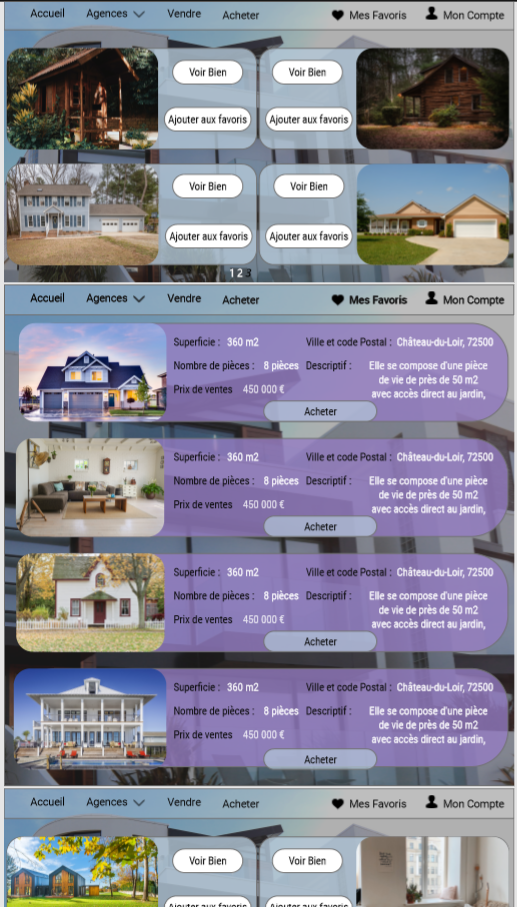 Accueil Agences Vendre Acheter Mes Favoris Mon Compte
Voir Bien Voir Bien
Ajouter aux favoris Ajouter aux favoris
Voir Bien Voir Bien
Ajouter aux favoris Ajouter aux favoris
1 2 3
Accueil Agences Vendre Acheter Mes Favoris Mon Compte
Superficie : 360 m2 Ville et code Postal : Château-du-Loir, 72500
Nombre de pièces : 8 pièces Descriptif : Elle se compose d'une pièce
de vie de près de 50 m2
Prix de ventes 450 000 € avec accès direct au jardin,
Acheter
Superficie : 360 m2 Ville et code Postal : Château-du-Loir, 72500
Nombre de pièces : 8 pièces Descriptif : Elle se compose d'une pièce
de vie de près de 50 m2
Prix de ventes 450 000 € avec accès direct au jardin,
Acheter
Superficie : 360 m2 Ville et code Postal : Château-du-Loir, 72500
Nombre de pièces : 8 pièces Descriptif : Elle se compose d'une pièce
de vie de près de 50 m2
Prix de ventes 450 000 € avec accès direct au jardin,
Acheter
Superficie : 360 m2 Ville et code Postal : Château-du-Loir, 72500
Nombre de pièces : 8 pièces Descriptif : Elle se compose d'une pièce
de vie de près de 50 m2
Prix de ventes 450 000 € avec accès direct au jardin,
Acheter
Accueil Agences Vendre Acheter Mes Favoris Mon Compte
Voir Bien Voir Bien
Ajouter aux favoris Ajouter aux favoris